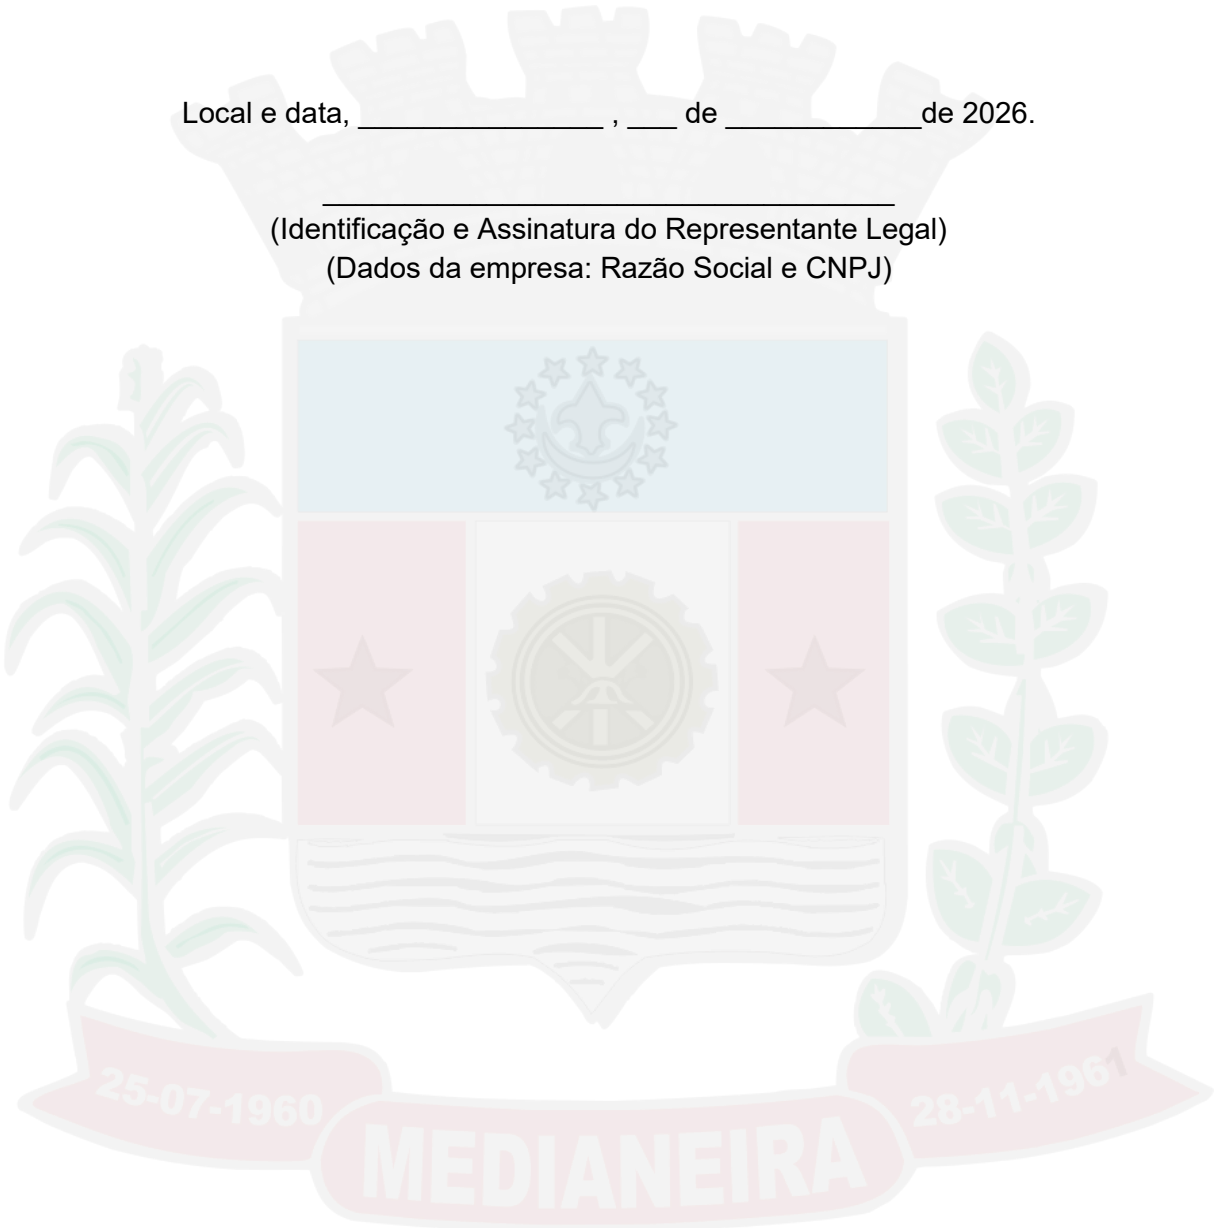 Local e data, _______________ , ___ de ____________de 2026.
___________________________________
(Identificação e Assinatura do Representante Legal)
(Dados da empresa: Razão Social e CNPJ)
25-07-1960
28-11-1961
MEDIANEIRA